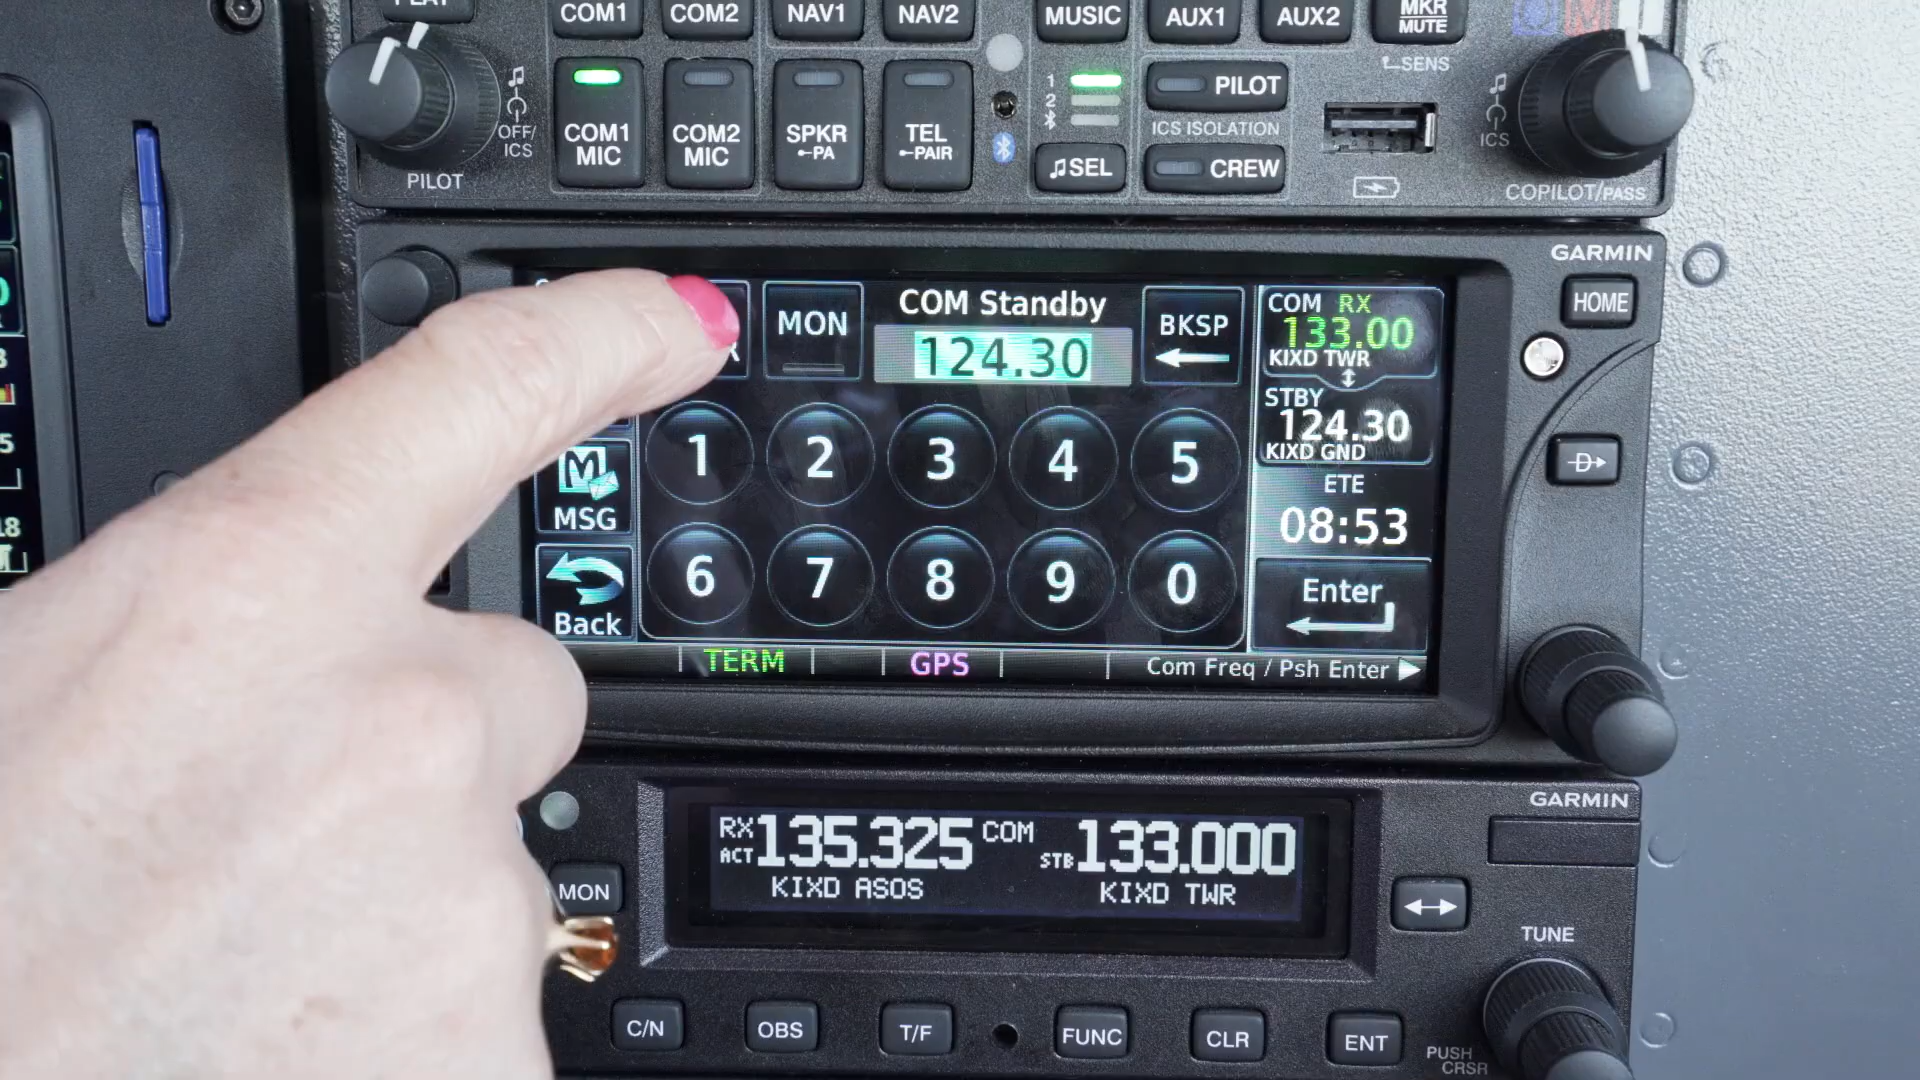 COM1 COM2 NAV1 NAV2 MUSIC AUX1 AUX2 MKR
MUTE
SENS
1
2
PILOT
OFF/
ICS
COM1
MIC
COM2
MIC
SPKR
PA
TEL
PAIR
ICS ISOLATION
SEL
CREW
ICS
PILOT
COPILOT/PASS
GARMIN
HOME
MON
COM Standby
124.30
BKSP
COM RX
133.00
KIXD TWR
STBY
124.30
KIXD GND
1 2 3 4 5
MSG
ETE
08:53
6 7 8 9 0
Back
Enter
TERM GPS Com Freq / Psh Enter
D
GARMIN
RX 135.325 COM 133.000
ACT STB
KIXD ASOS KIXD TWR
MON
TUNE
C/N OBS T/F FUNC CLR ENT
PUSH
CRSR
5
18